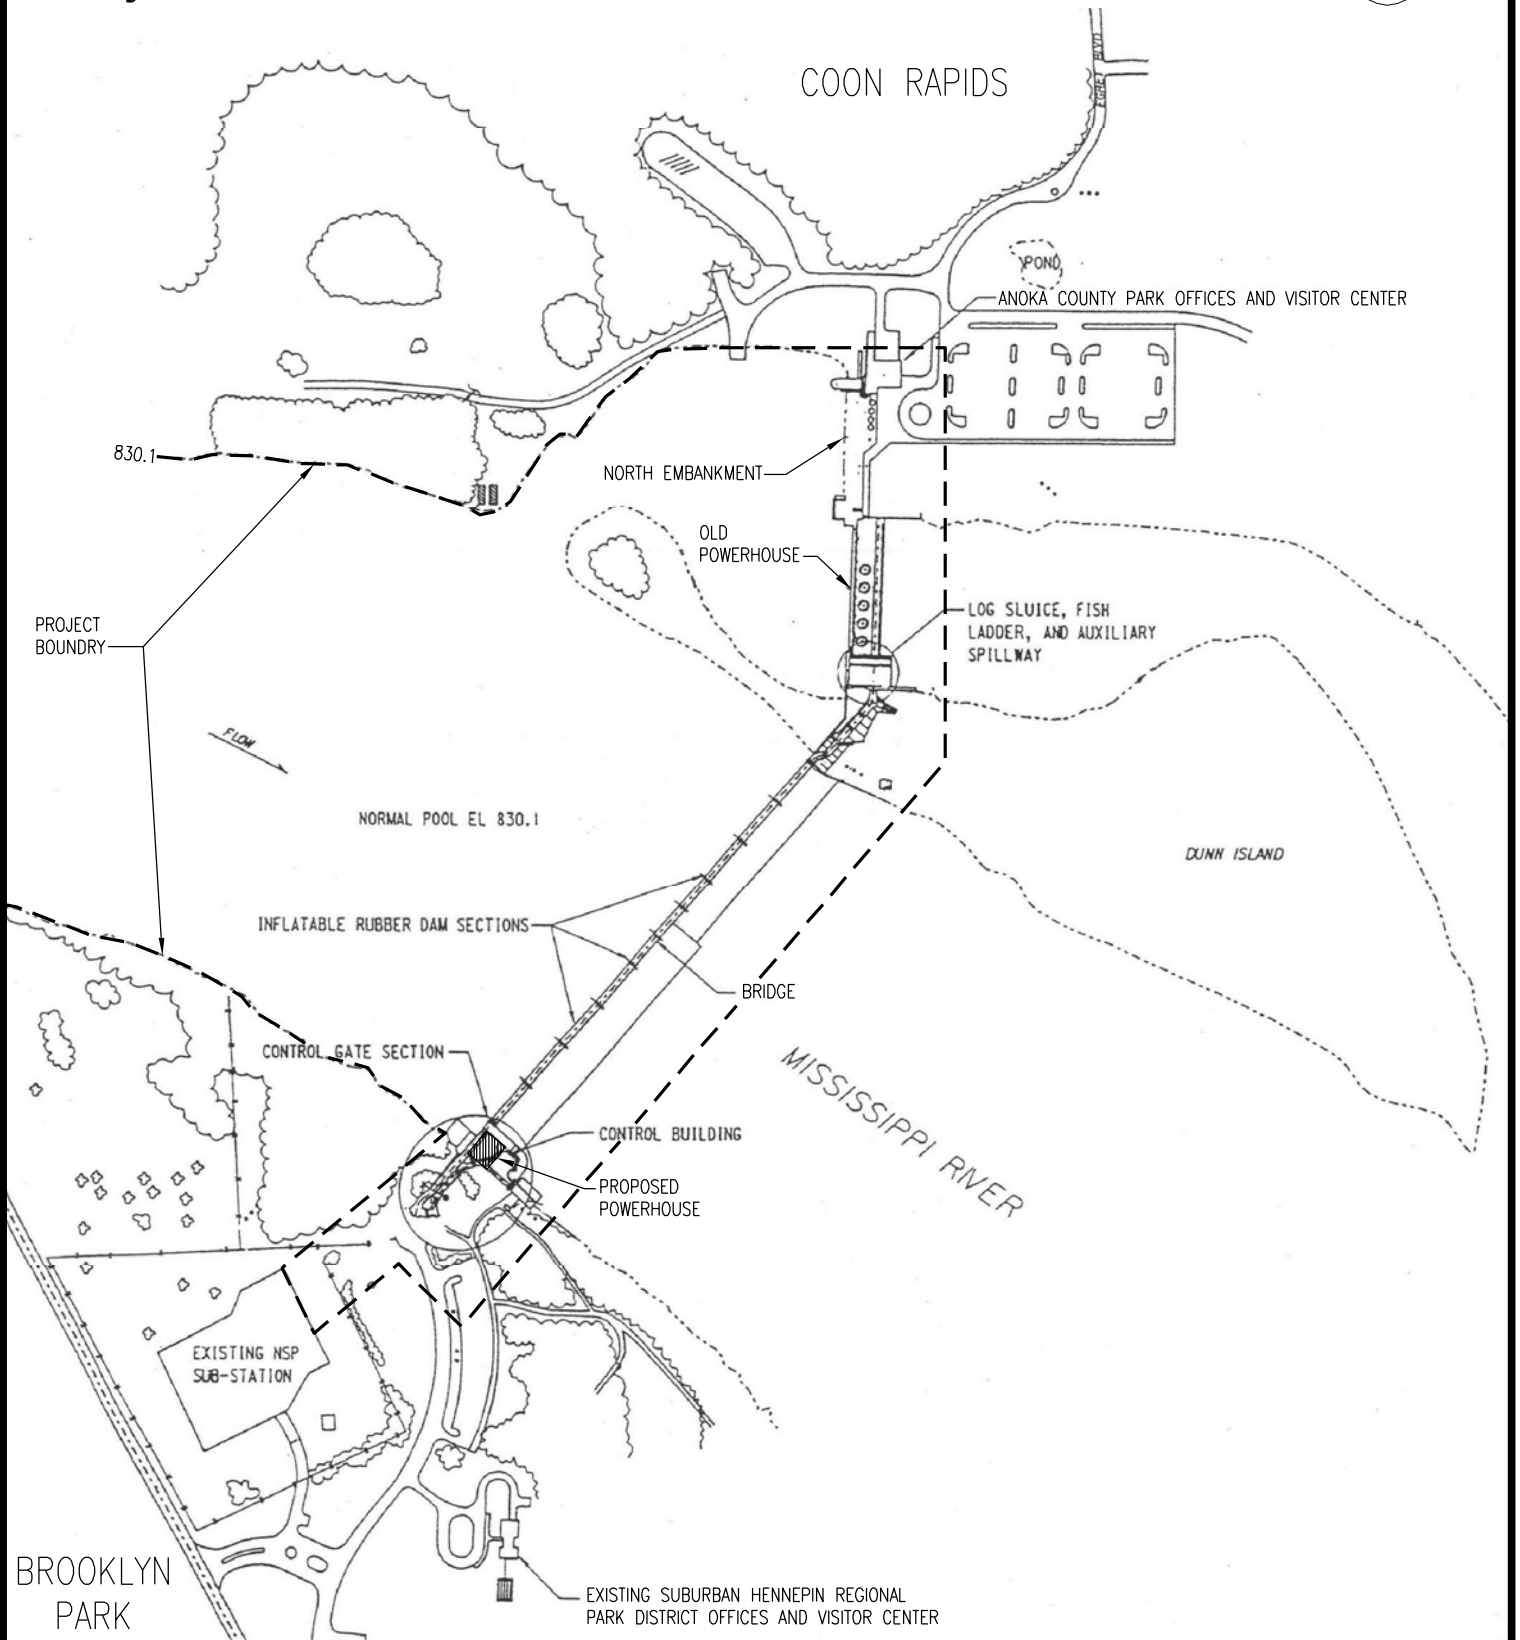 COON RAPIDS
EGRET BLVD
POND
ANOKA COUNTY PARK OFFICES AND VISITOR CENTER
830.1
NORTH EMBANKMENT
OLD
POWERHOUSE
PROJECT
BOUNDRY
LOG SLUICE, FISH
LADDER, AND AUXILIARY
SPILLWAY
FLOW
NORMAL POOL EL 830.1
DUNN ISLAND
INFLATABLE RUBBER DAM SECTIONS
BRIDGE
CONTROL GATE SECTION
MISSISSIPPI RIVER
CONTROL BUILDING
PROPOSED
POWERHOUSE
EXISTING NSP
SUB-STATION
BROOKLYN
PARK
EXISTING SUBURBAN HENNEPIN REGIONAL
PARK DISTRICT OFFICES AND VISITOR CENTER